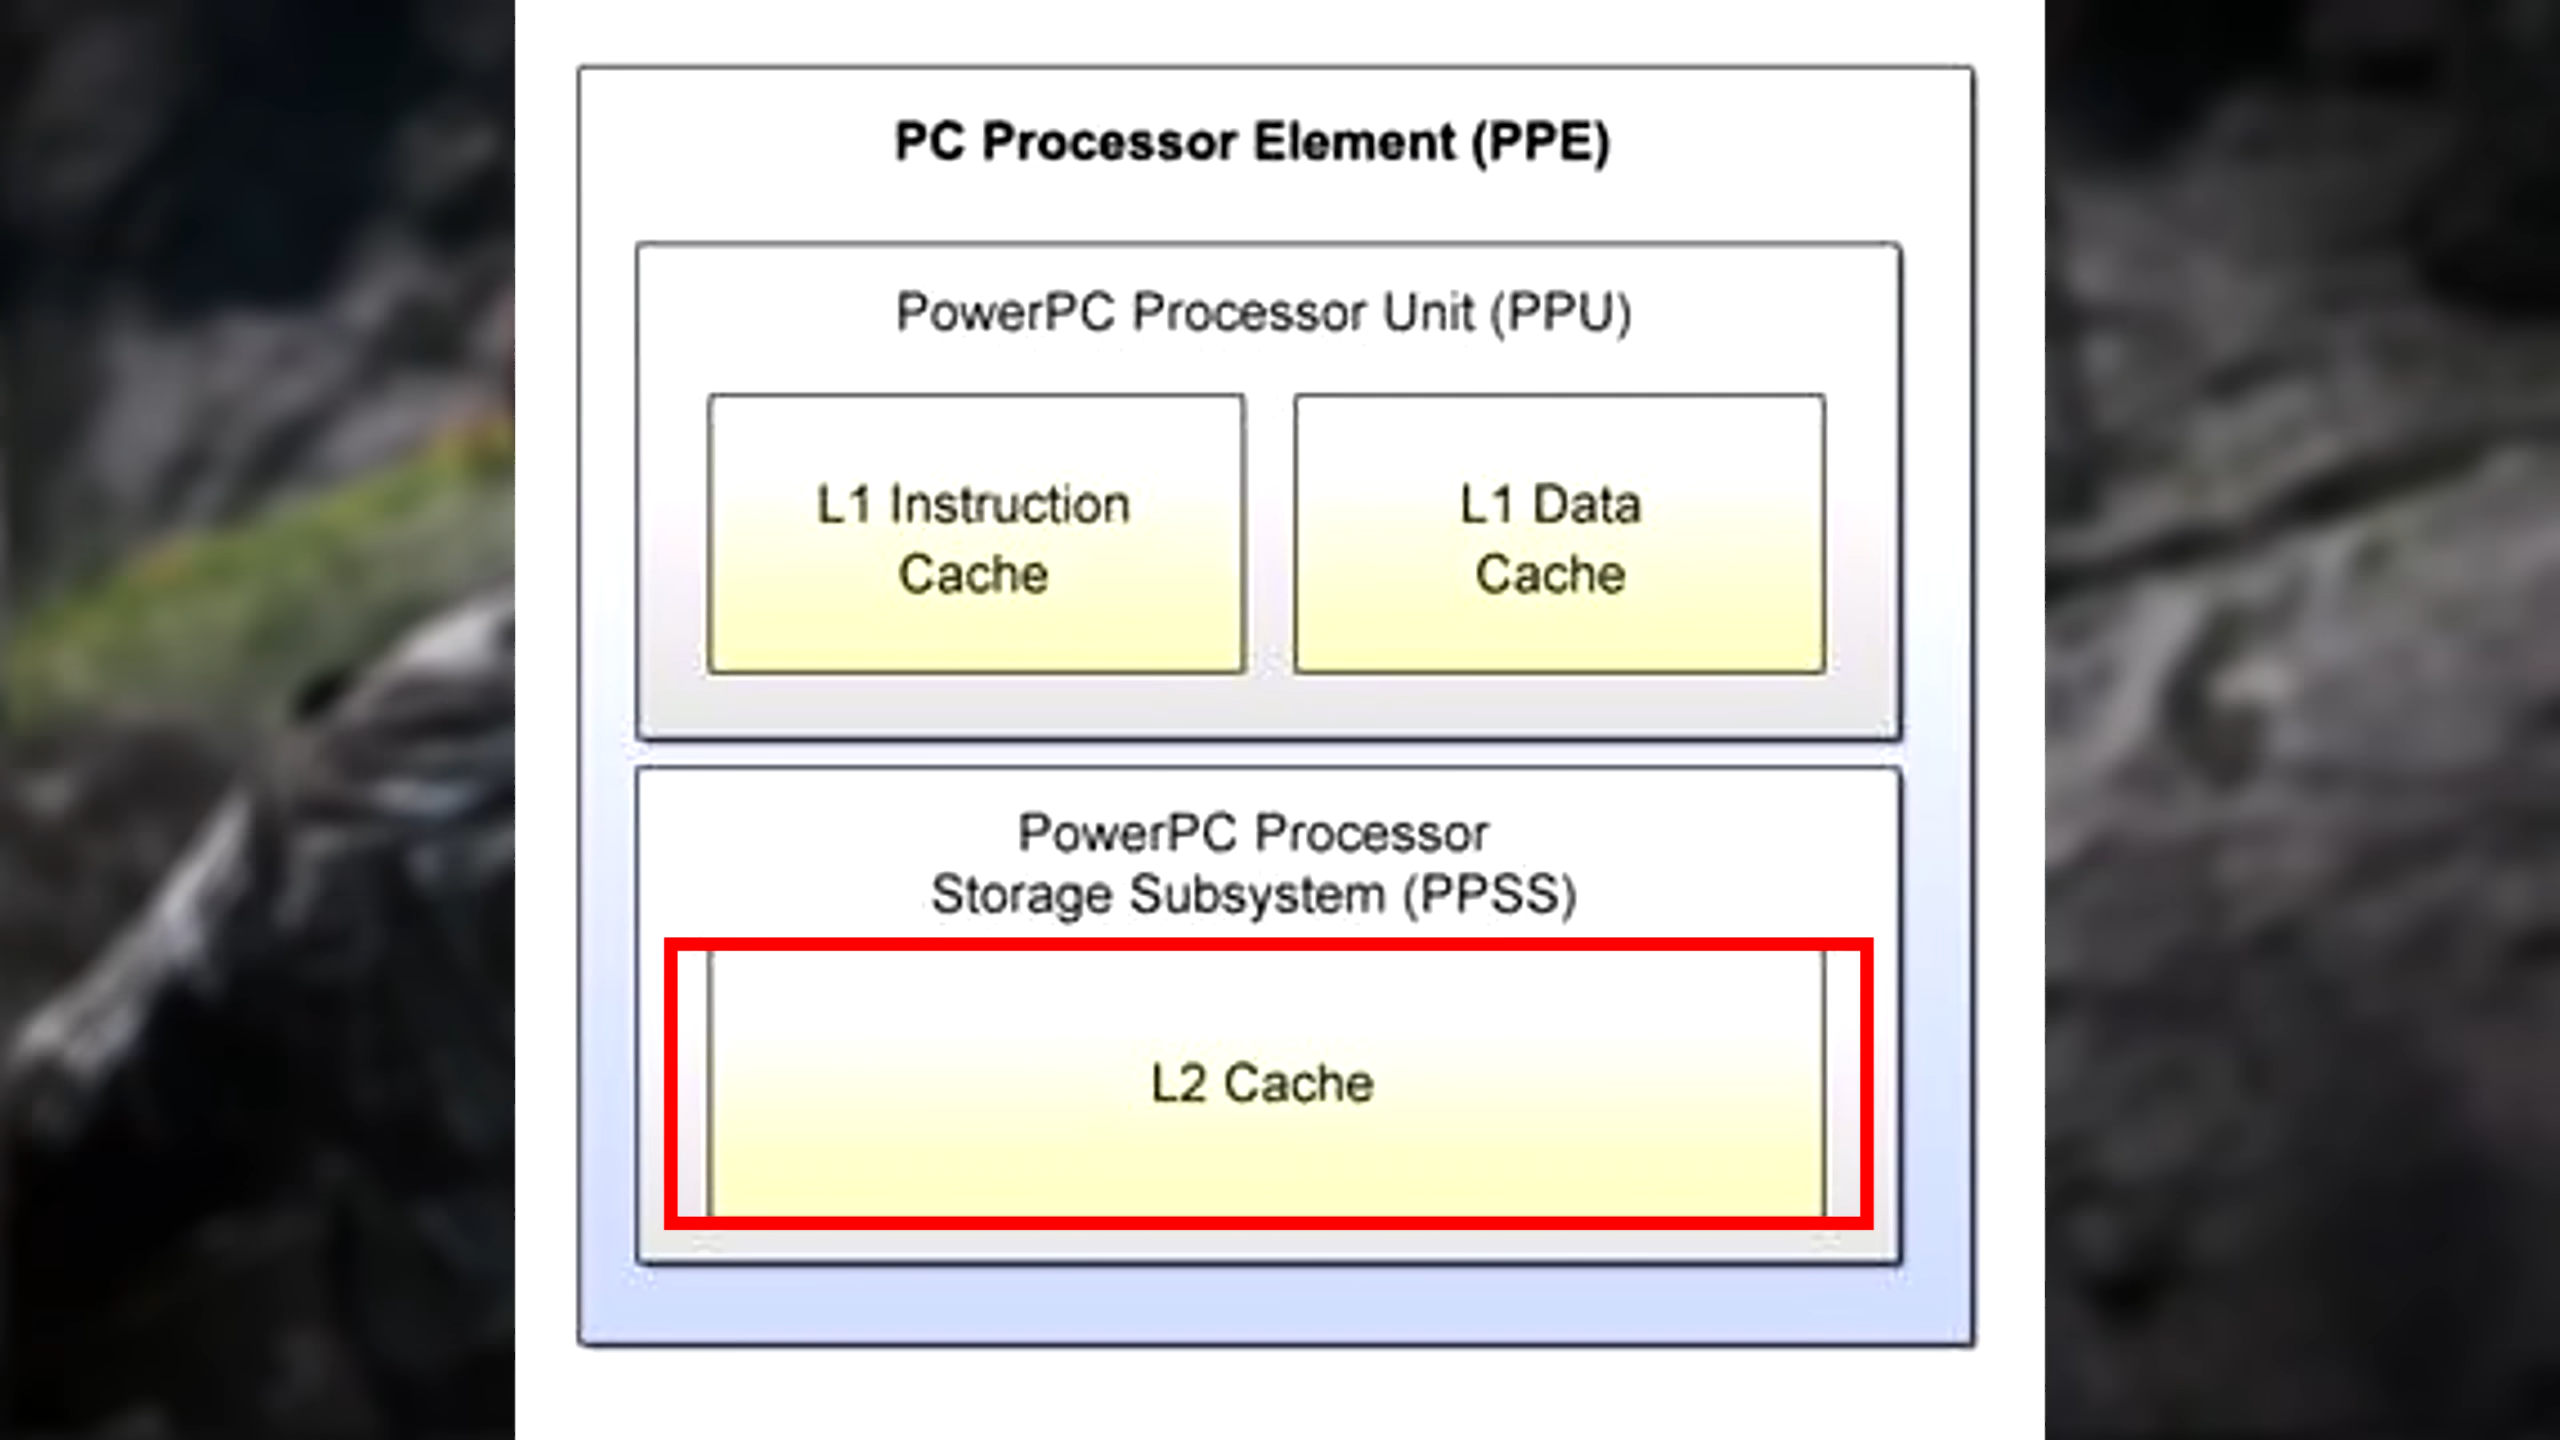 PC Processor Element (PPE)
PowerPC Processor Unit (PPU)
L1 Instruction
Cache
L1 Data
Cache
PowerPC Processor
Storage Subsystem (PPSS)
L2 Cache